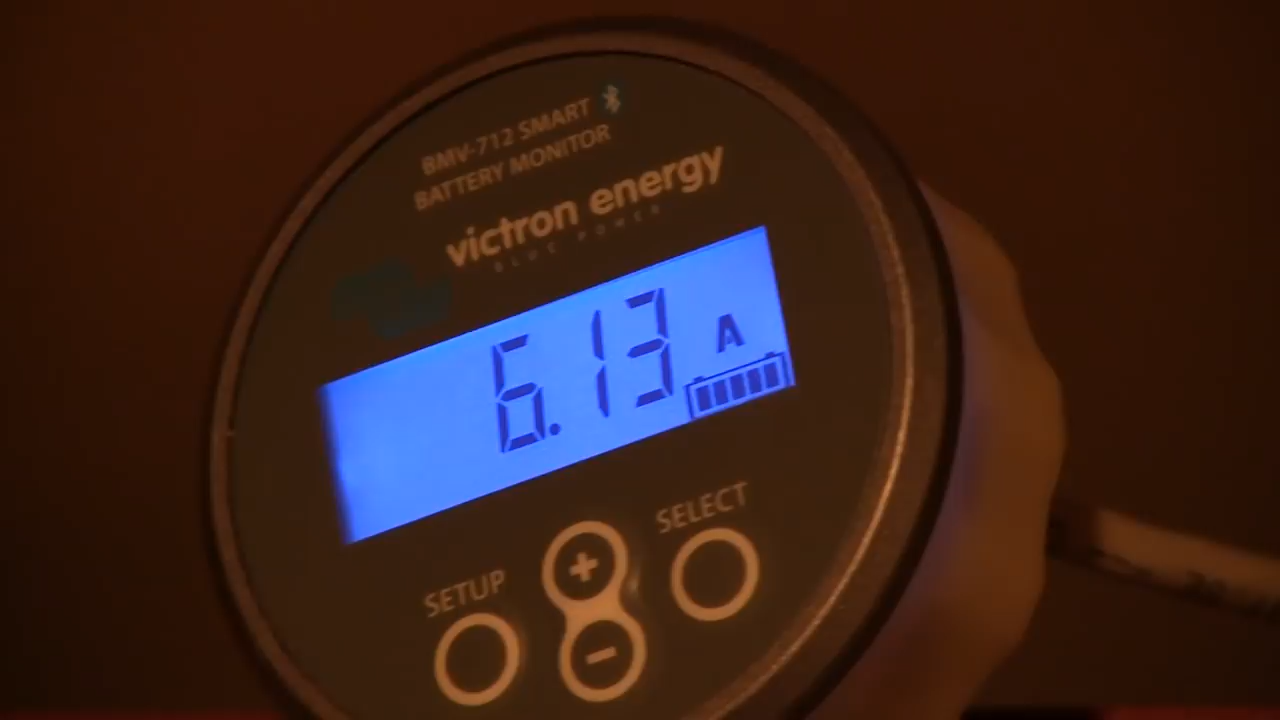 BMV-712 SMART
BATTERY MONITOR
victron energy
BLUE POWER
6.13 A
SETUP
+
SELECT
−